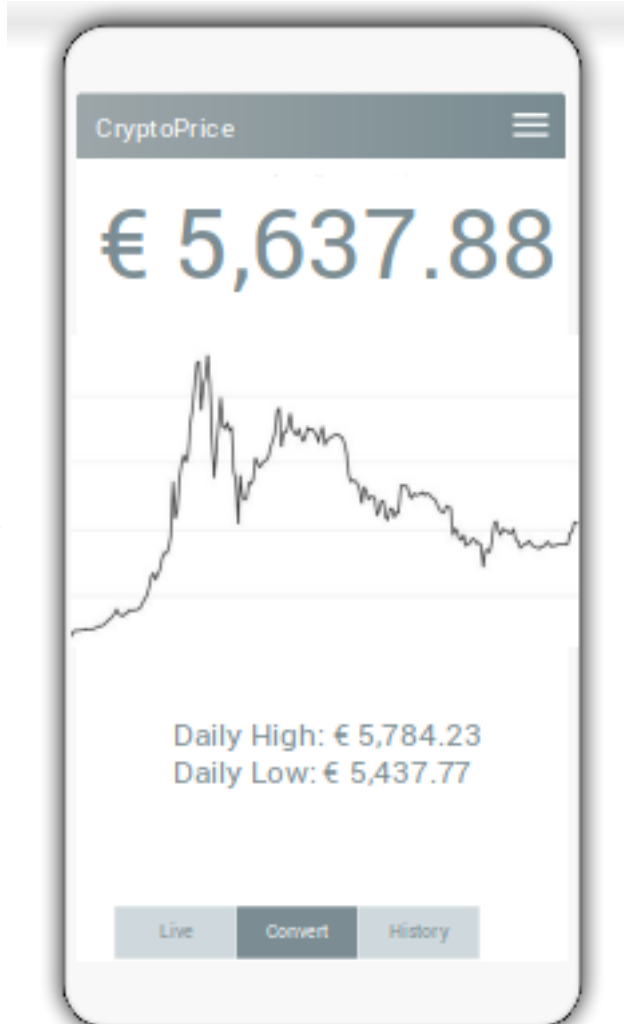 CryptoPrice
€ 5,637.88
Daily High: € 5,784.23
Daily Low: € 5,437.77
Live Convert History